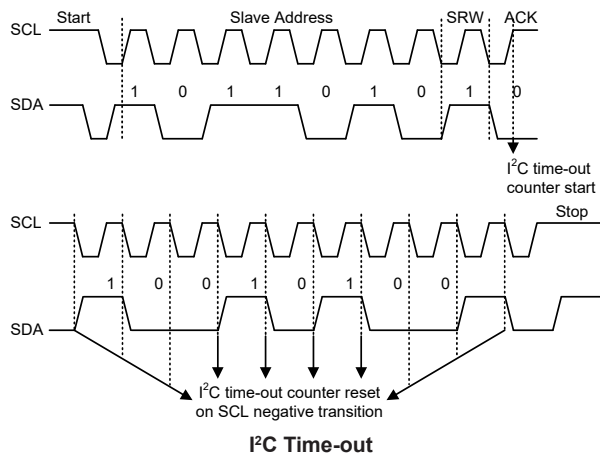 Start Slave Address SRW ACK
SCL
1 0 1 1 0 1 0 1 0
SDA
I²C time-out
counter start
Stop
SCL
1 0 0 1 0 1 0 0
SDA
I²C time-out counter reset
on SCL negative transition
I²C Time-out